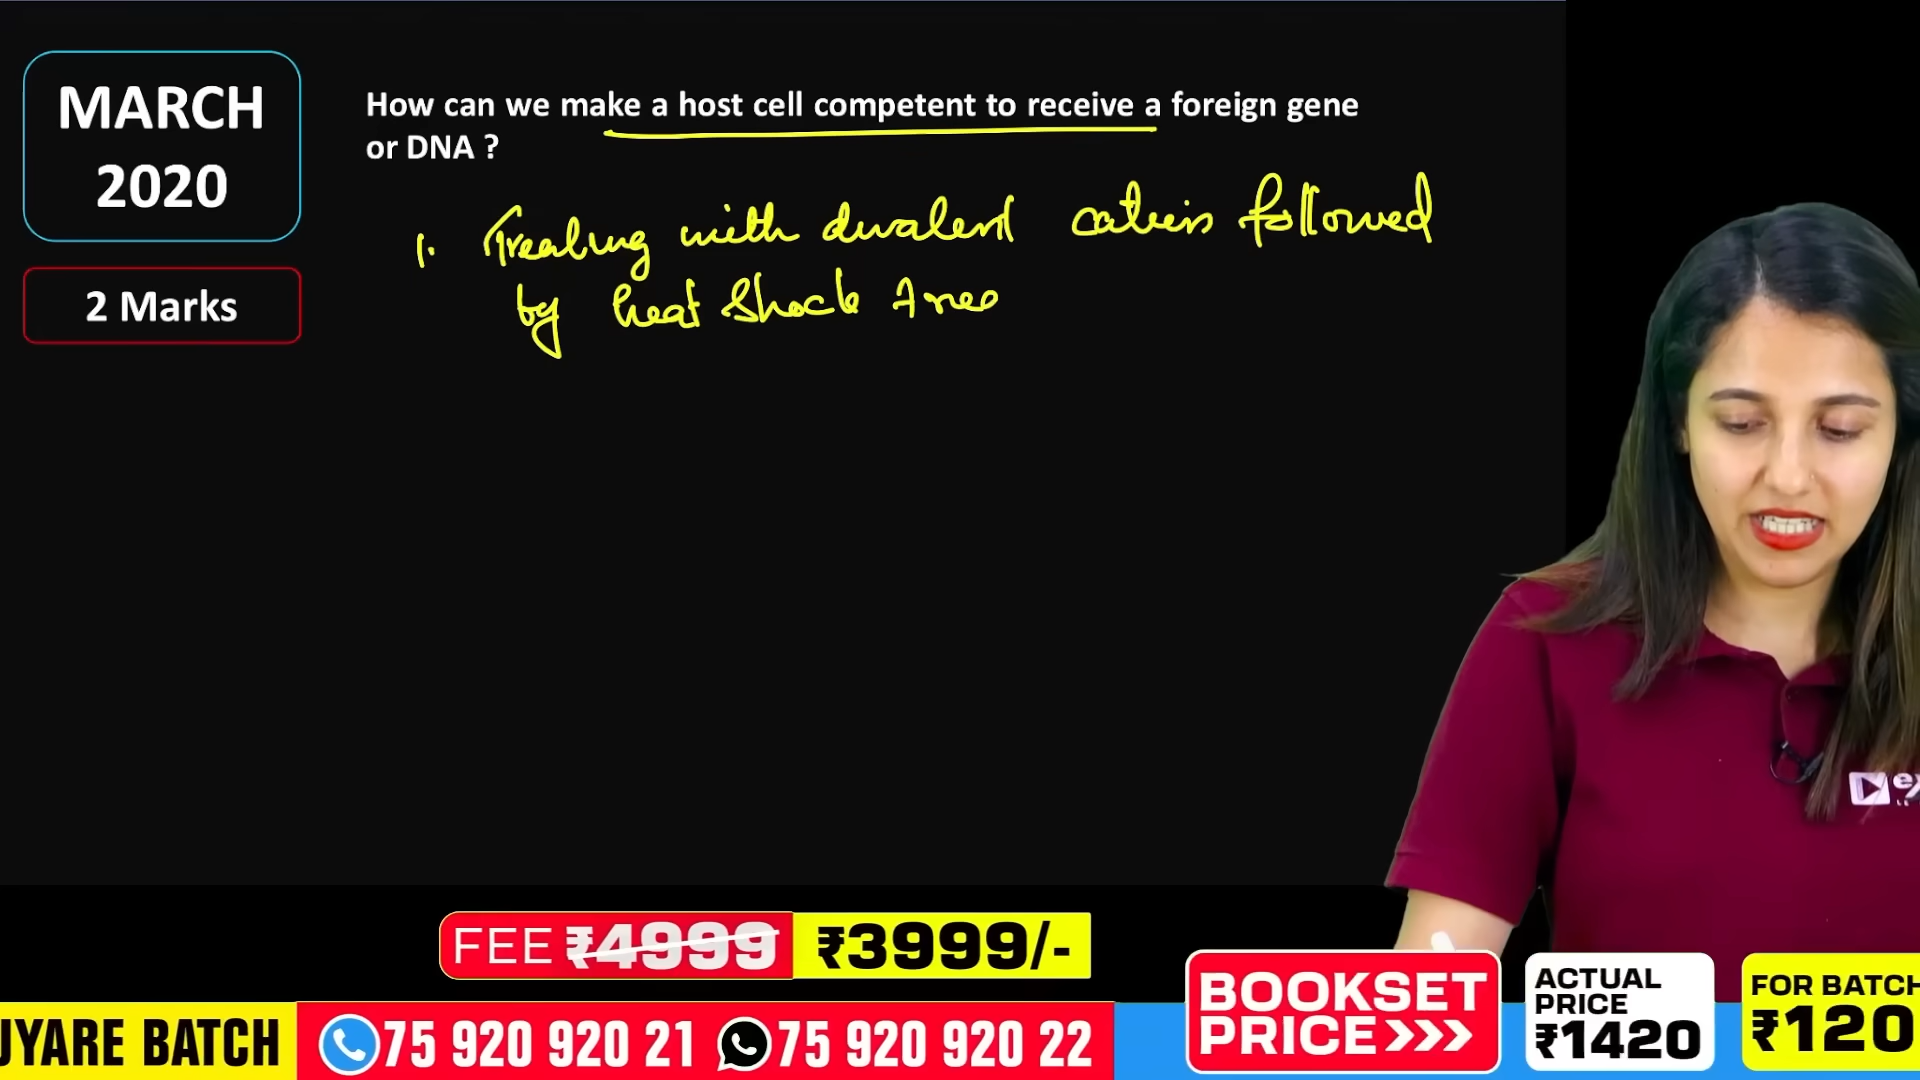 MARCH
2020
2 Marks
How can we make a host cell competent to receive a foreign gene
or DNA ?
1. Treating with divalent cations followed
by heat shock
FEE ₹4999 ₹3999/-
UYARE BATCH
75 920 920 21
75 920 920 22
BOOKSET
PRICE >>>
ACTUAL
PRICE
₹1420
FOR BATCH
₹120